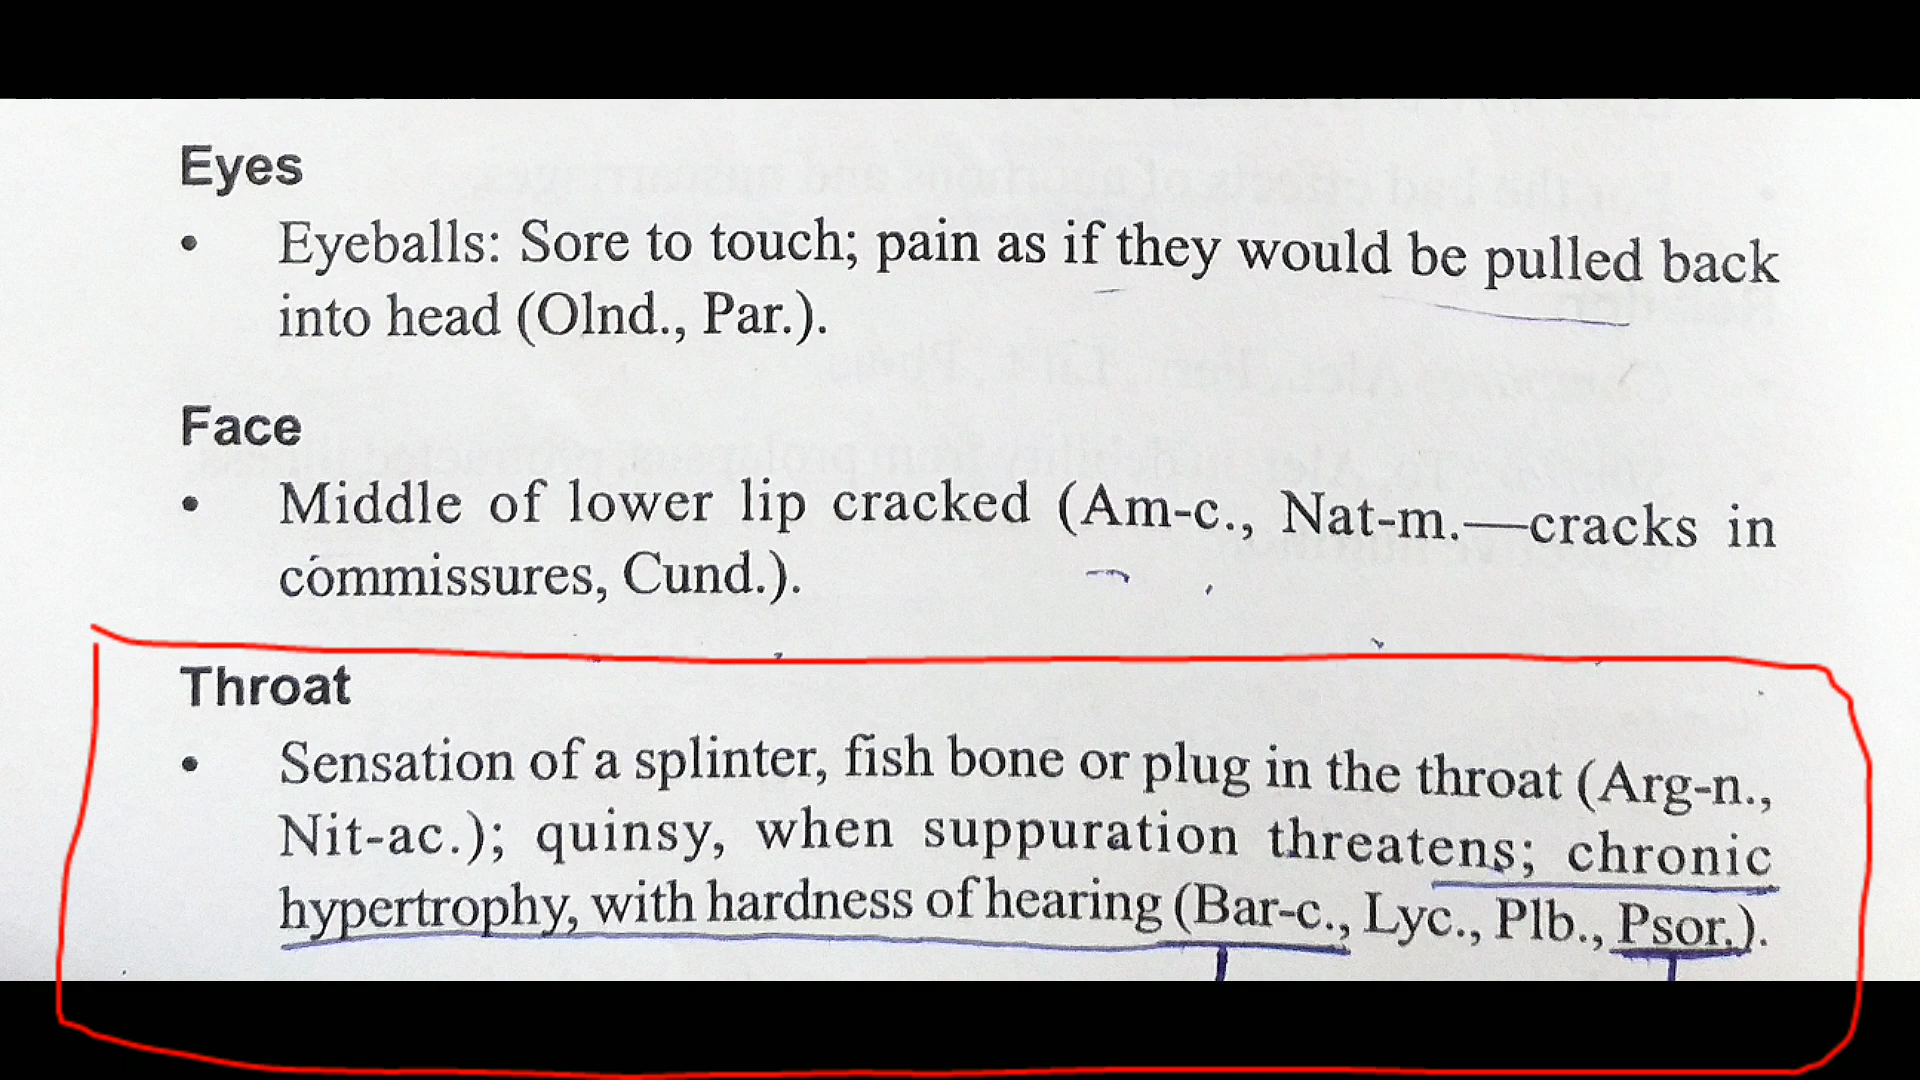 Eyes
• Eyeballs: Sore to touch; pain as if they would be pulled back
into head (Olnd., Par.).
Face
• Middle of lower lip cracked (Am-c., Nat-m.—cracks in
commissures, Cund.).
Throat
• Sensation of a splinter, fish bone or plug in the throat (Arg-n.,
Nit-ac.); quinsy, when suppuration threatens; chronic
hypertrophy, with hardness of hearing (Bar-c., Lyc., Plb., Psor.).